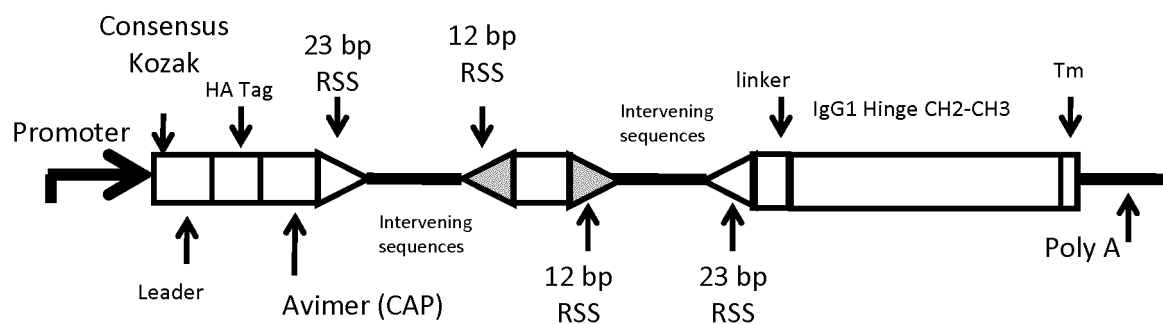 Consensus
Kozak
23 bp
RSS
12 bp
RSS
HA Tag
linker
Tm
Intervening
sequences
IgG1 Hinge CH2-CH3
Promoter
Intervening
sequences
Leader
Avimer (CAP)
12 bp
RSS
23 bp
RSS
Poly A